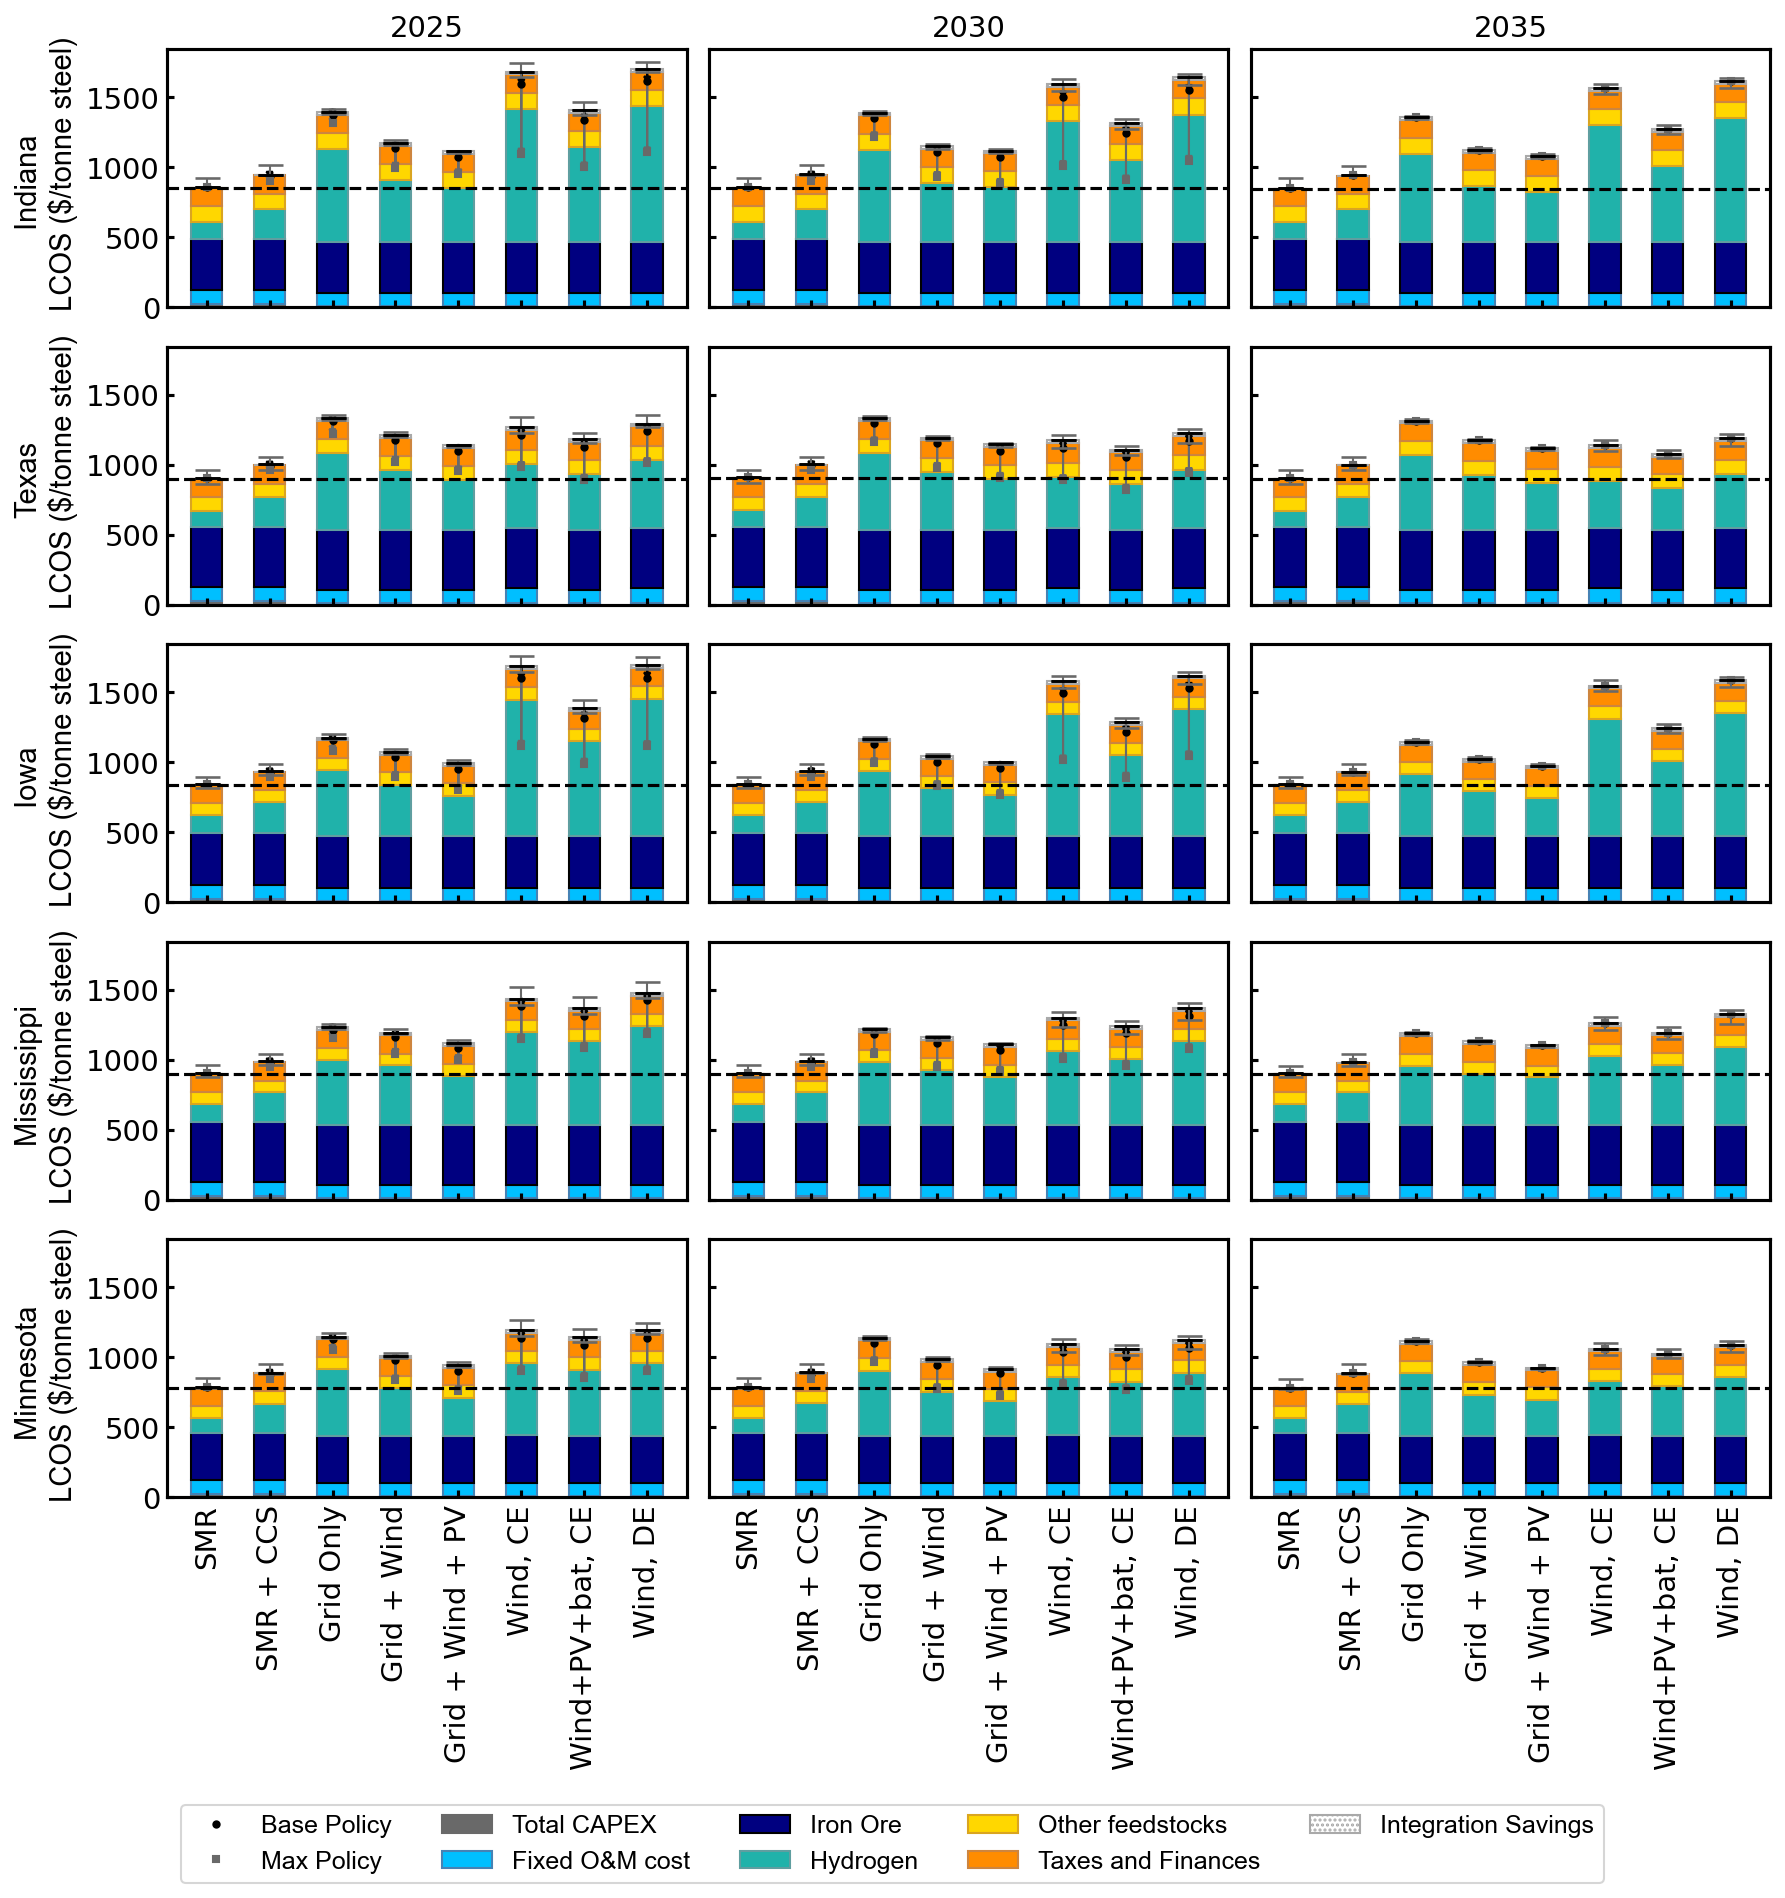 2025
2030
2035
Indiana
LCOS ($/tonne steel)
1500
1000
500
0
Texas
LCOS ($/tonne steel)
1500
1000
500
0
Iowa
LCOS ($/tonne steel)
1500
1000
500
0
Mississippi
LCOS ($/tonne steel)
1500
1000
500
0
Minnesota
LCOS ($/tonne steel)
1500
1000
500
0
SMR
SMR + CCS
Grid Only
Grid + Wind
Grid + Wind + PV
Wind, CE
Wind+PV+bat, CE
Wind, DE
SMR
SMR + CCS
Grid Only
Grid + Wind
Grid + Wind + PV
Wind, CE
Wind+PV+bat, CE
Wind, DE
SMR
SMR + CCS
Grid Only
Grid + Wind
Grid + Wind + PV
Wind, CE
Wind+PV+bat, CE
Wind, DE
Base Policy
Max Policy
Total CAPEX
Fixed O&M cost
Iron Ore
Hydrogen
Other feedstocks
Taxes and Finances
Integration Savings